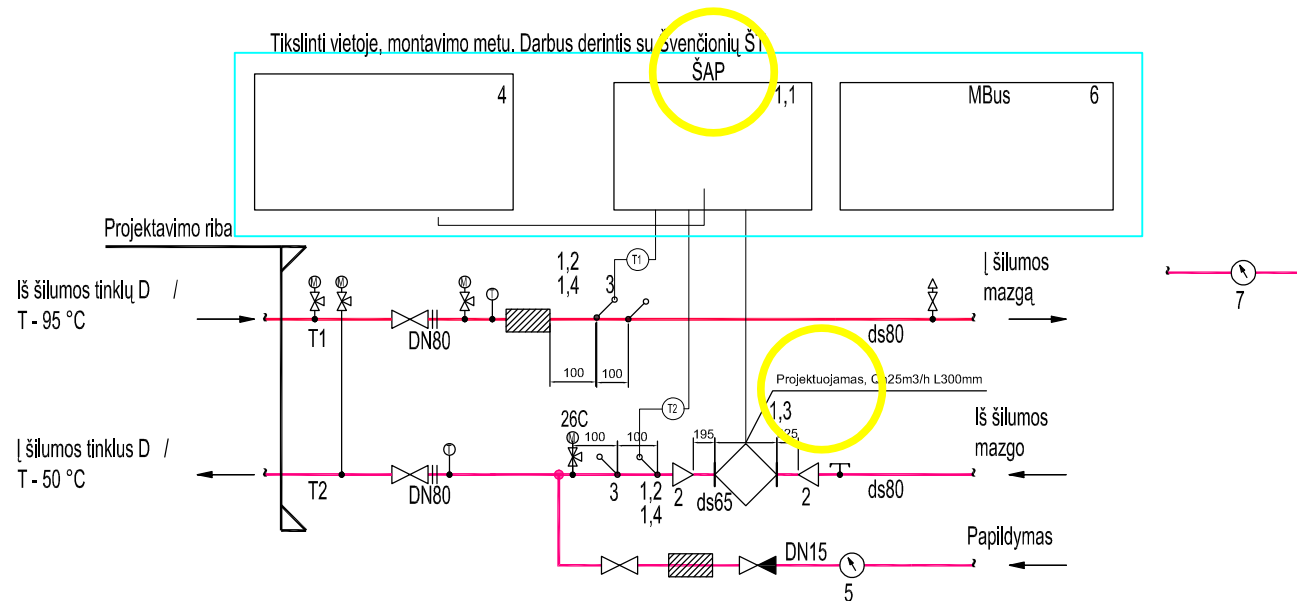 Tikslinti vietoje, montavimo metu. Darbus derintis su Švenčionių ŠT
ŠAP
4
1,1
MBus 6
Projektavimo riba
Iš šilumos tinklų D /
T - 95 °C
M
M
M
T
T1
1,2
1,4
3
T1
DN80
100
100
ds80
Į šilumos
mazgą
7
Projektuojamas, Q 25m3/h L300mm
1,3
T2
26C
M
100
100
195
Į šilumos tinklus D /
T - 50 °C
T
T2
DN80
3
1,2
1,4
2
ds65
2
ds80
Iš šilumos
mazgo
Papildymas
DN15
5